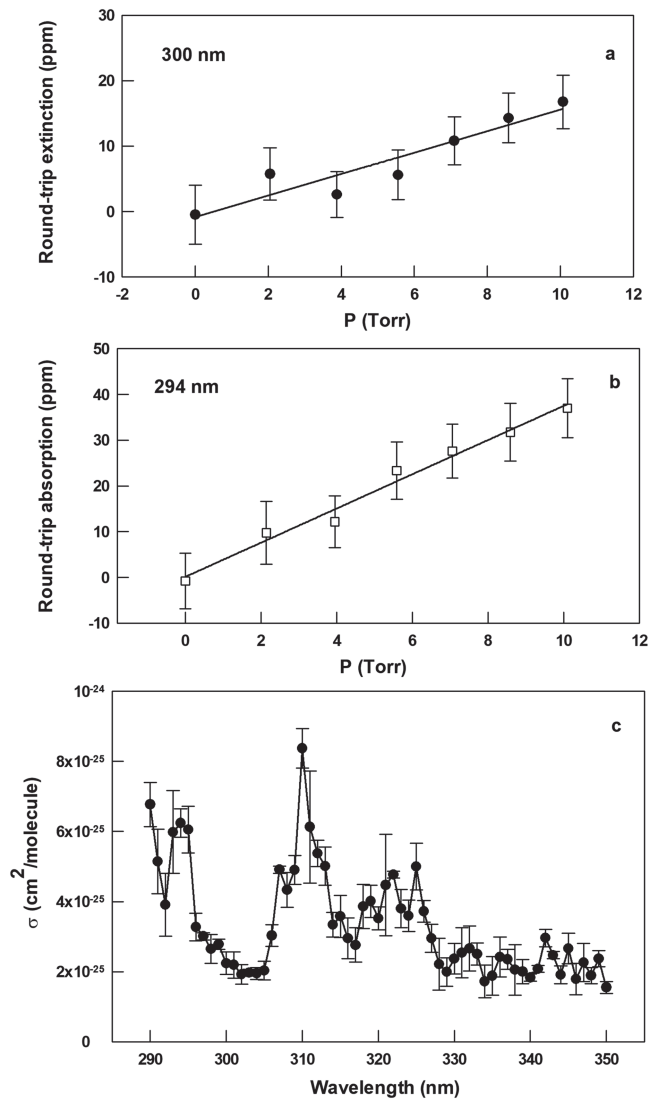 30
20
10
0
-10
Round-trip extinction (ppm)
300 nm
a
-2 0 2 4 6 8 10 12
P (Torr)
50
40
30
20
10
0
-10
Round-trip absorption (ppm)
294 nm
b
0 2 4 6 8 10 12
P (Torr)
10⁻²⁴
8x10⁻²⁵
6x10⁻²⁵
4x10⁻²⁵
2x10⁻²⁵
0
σ (cm²/molecule)
c
290 300 310 320 330 340 350
Wavelength (nm)